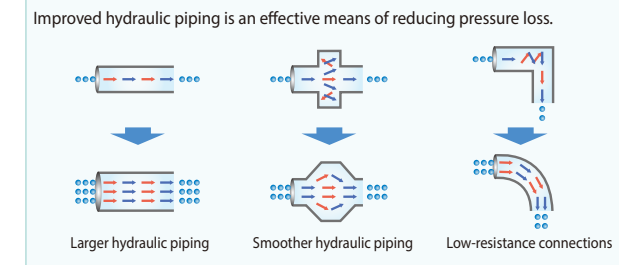 Improved hydraulic piping is an effective means of reducing pressure loss.
Larger hydraulic piping
Smoother hydraulic piping
Low-resistance connections